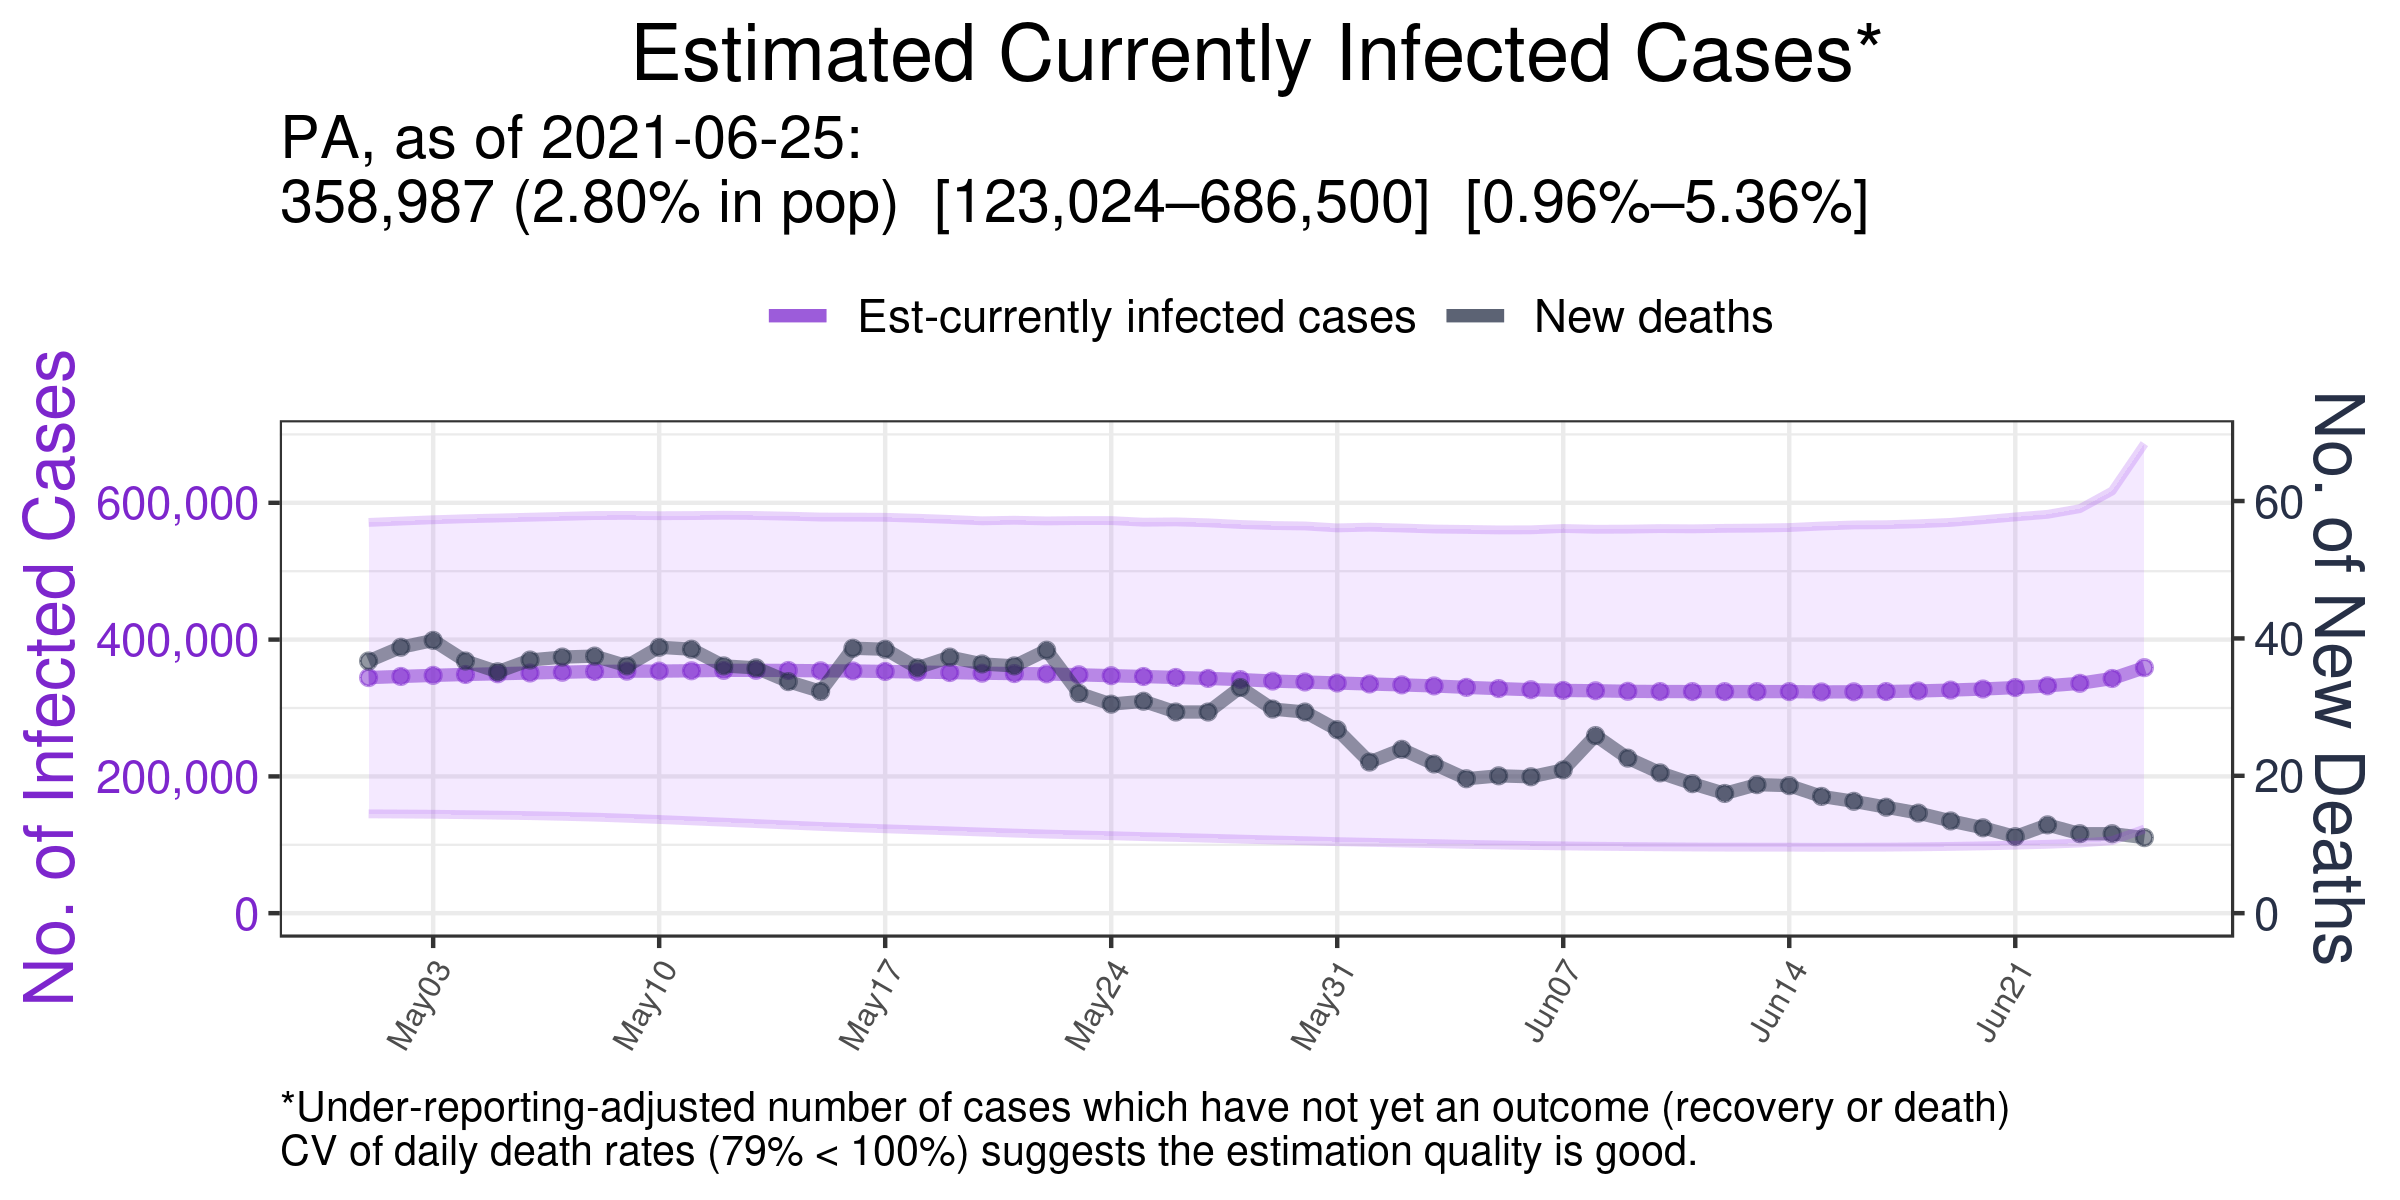 Estimated Currently Infected Cases*
PA, as of 2021-06-25:
358,987 (2.80% in pop)  [123,024–686,500]  [0.96%–5.36%]
Est-currently infected cases
New deaths
No. of Infected Cases
600,000
400,000
200,000
0
60
40
20
0
No. of New Deaths
May03
May10
May17
May24
May31
Jun07
Jun14
Jun21
*Under-reporting-adjusted number of cases which have not yet an outcome (recovery or death)
CV of daily death rates (79% < 100%) suggests the estimation quality is good.